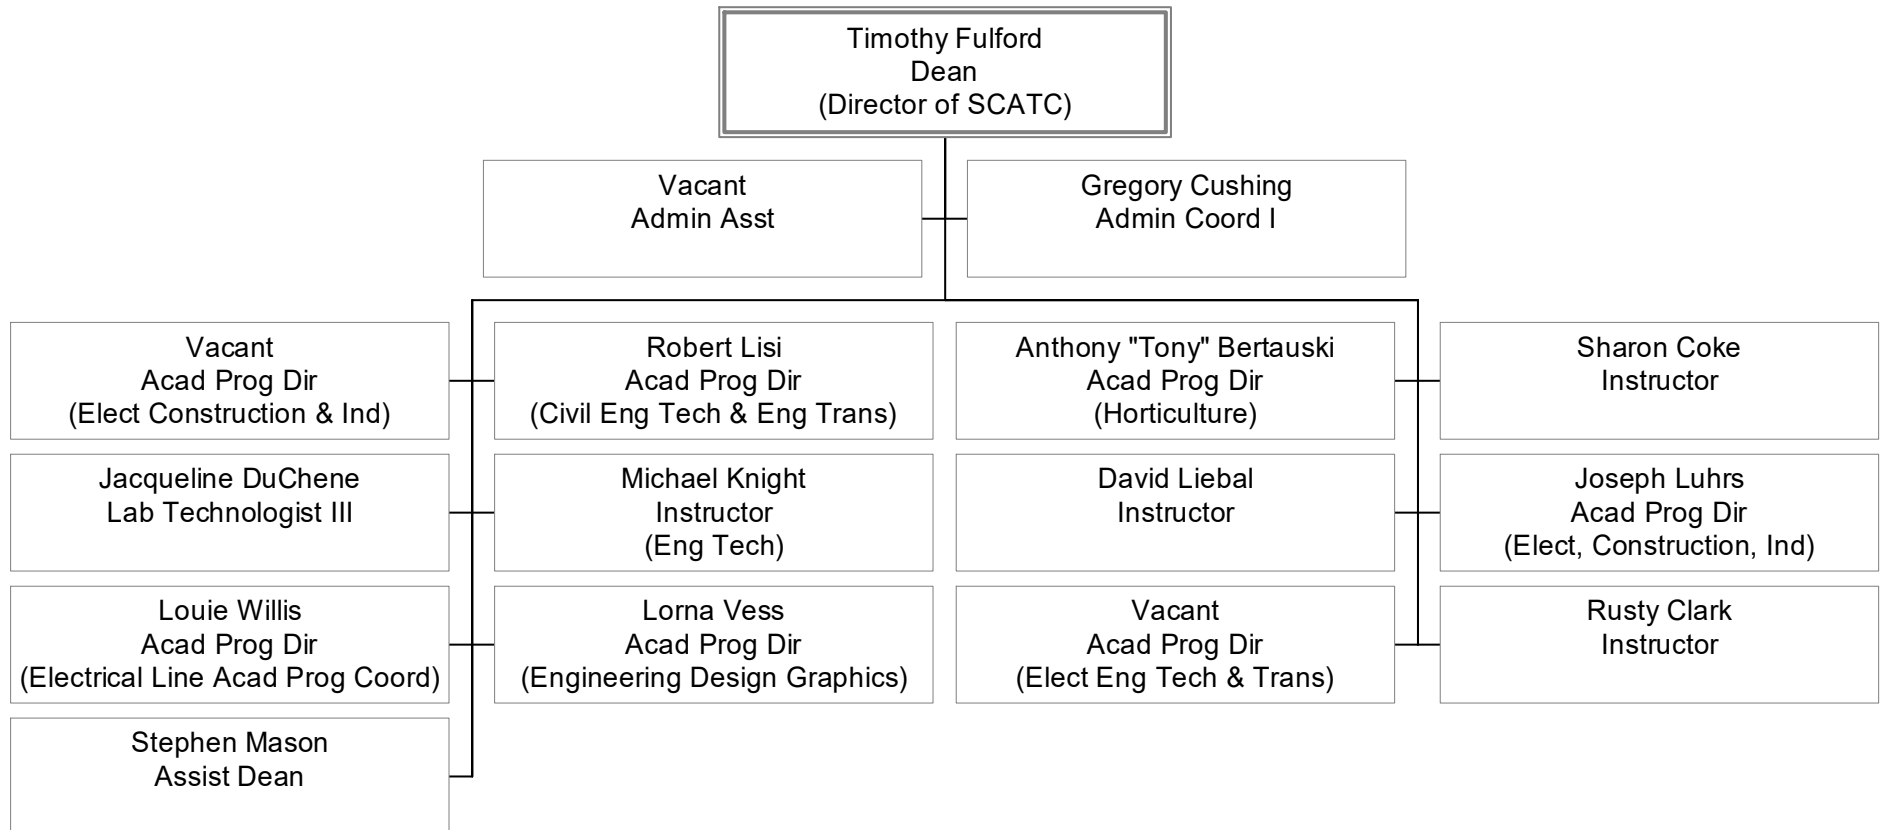 Timothy Fulford
Dean
(Director of SCATC)
Vacant
Admin Asst
Gregory Cushing
Admin Coord I
Vacant
Acad Prog Dir
(Elect Construction & Ind)
Robert Lisi
Acad Prog Dir
(Civil Eng Tech & Eng Trans)
Anthony "Tony" Bertauski
Acad Prog Dir
(Horticulture)
Sharon Coke
Instructor
Jacqueline DuChene
Lab Technologist III
Michael Knight
Instructor
(Eng Tech)
David Liebal
Instructor
Joseph Luhrs
Acad Prog Dir
(Elect, Construction, Ind)
Louie Willis
Acad Prog Dir
(Electrical Line Acad Prog Coord)
Lorna Vess
Acad Prog Dir
(Engineering Design Graphics)
Vacant
Acad Prog Dir
(Elect Eng Tech & Trans)
Rusty Clark
Instructor
Stephen Mason
Assist Dean